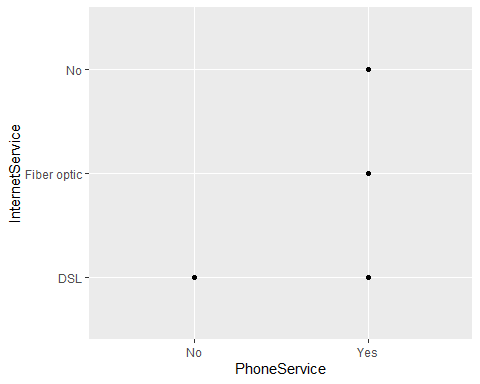 No
Fiber optic
DSL
InternetService
No Yes
PhoneService